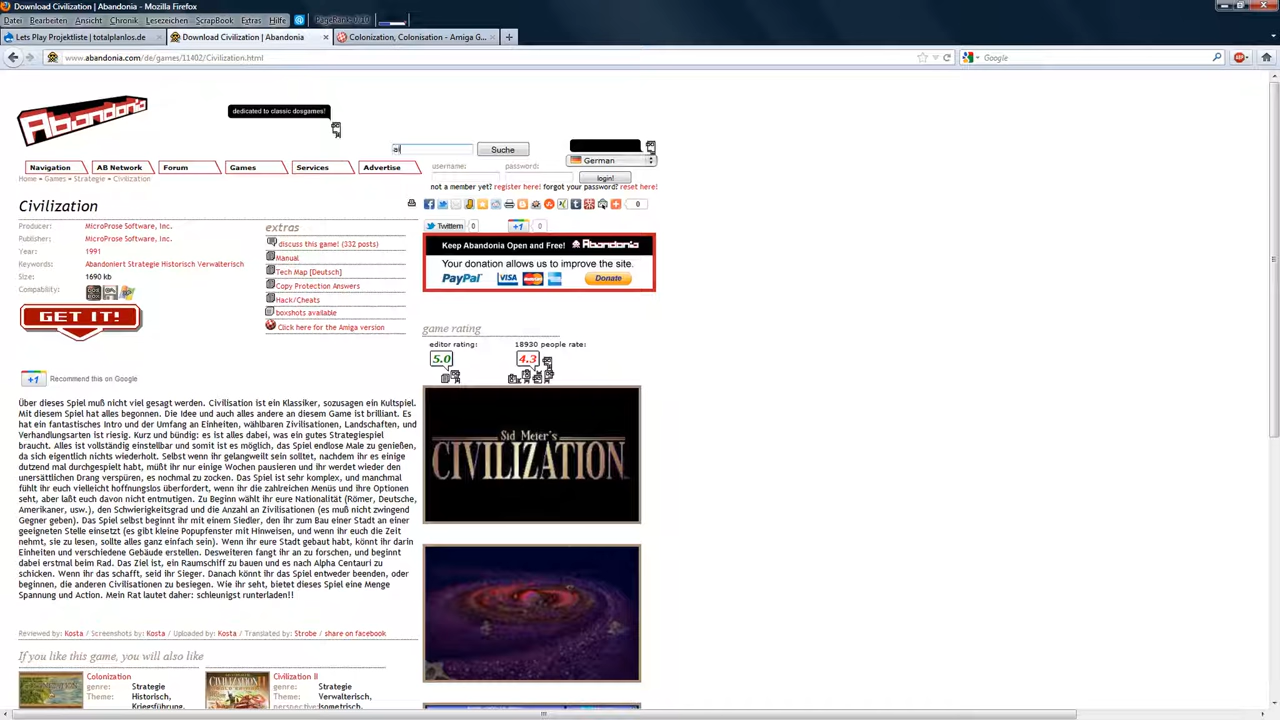 Download Civilization | Abandonia - Mozilla Firefox
Datei Bearbeiten Ansicht Chronik Lesezeichen ScrapBook Extras Hilfe PageRank: 0/10
Lets Play Projektliste | totalplanlos.de
Download Civilization | Abandonia
Colonization, Colonisation - Amiga G...
www.abandonia.com/de/games/11402/Civilization.html
Google
ABP
Abandonia
dedicated to classic dosgames!
Suche
Navigation AB Network Forum Games Services Advertise
username: password: German
Home » Games » Strategie » Civilization
login!
not a member yet? register here! forgot your password? reset here!
Civilization
0
Producer: MicroProse Software, Inc.
Publisher: MicroProse Software, Inc.
Year: 1991
Keywords: Abandoniert Strategie Historisch Verwalterisch
Size: 1690 kb
Compability:
GET IT!
extras
discuss this game! (332 posts)
Manual
Tech Map [Deutsch]
Copy Protection Answers
Hack/Cheats
boxshots available
Click here for the Amiga version
Twittern 0 +1 0
Keep Abandonia Open and Free! Abandonia
Your donation allows us to improve the site.
PayPal VISA Donate
game rating
editor rating: 18930 people rate:
5.0 4.3
+1 Recommend this on Google
Über dieses Spiel muß nicht viel gesagt werden. Civilisation ist ein Klassiker, sozusagen ein Kultspiel.
Mit diesem Spiel hat alles begonnen. Die Idee und auch alles andere an diesem Game ist brilliant. Es
hat ein fantastisches Intro und der Umfang an Einheiten, wählbaren Zivilisationen, Landschaften, und
Verhandlungsarten ist riesig. Kurz und bündig: es ist alles dabei, was ein gutes Strategiespiel
braucht. Alles ist vollständig einstellbar und somit ist es möglich, das Spiel endlose Male zu genießen,
da sich eigentlich nichts wiederholt. Selbst wenn ihr gelangweilt sein solltet, nachdem ihr es einige
dutzend mal durchgespielt habt, müßt ihr nur einige Wochen pausieren und ihr werdet wieder den
unersättlichen Drang verspüren, es nochmal zu zocken. Das Spiel ist sehr komplex, und manchmal
fühlt ihr euch vielleicht hoffnungslos überfordert, wenn ihr die zahlreichen Menüs und ihre Optionen
seht, aber laßt euch davon nicht entmutigen. Zu Beginn wählt ihr eure Nationalität (Römer, Deutsche,
Amerikaner, usw.), den Schwierigkeitsgrad und die Anzahl an Zivilisationen (es muß nicht zwingend
Gegner geben). Das Spiel selbst beginnt ihr mit einem Siedler, den ihr zum Bau einer Stadt an einer
geeigneten Stelle einsetzt (es gibt kleine Popupfenster mit Hinweisen, und wenn ihr euch die Zeit
nehmt, sie zu lesen, sollte alles ganz einfach sein). Wenn ihr eure Stadt gebaut habt, könnt ihr darin
Einheiten und verschiedene Gebäude erstellen. Desweiteren fangt ihr an zu forschen, und beginnt
dabei erstmal beim Rad. Das Ziel ist, ein Raumschiff zu bauen und es nach Alpha Centauri zu
schicken. Wenn ihr das schafft, seid ihr Sieger. Danach könnt ihr das Spiel entweder beenden, oder
beginnen, die anderen Civilisationen zu besiegen. Wie ihr seht, bietet dieses Spiel eine Menge
Spannung und Action. Mein Rat lautet daher: schleunigst runterladen!!
Sid Meier's
CIVILIZATION
Reviewed by: Kosta / Screenshots by: Kosta / Uploaded by: Kosta / Translated by: Strobe / share on facebook
If you like this game, you will also like
Colonization
genre: Strategie
Theme: Historisch,
Kriegsführung,
Civilization II
genre: Strategie
Theme: Verwalterisch,
perspective: Isometrisch,